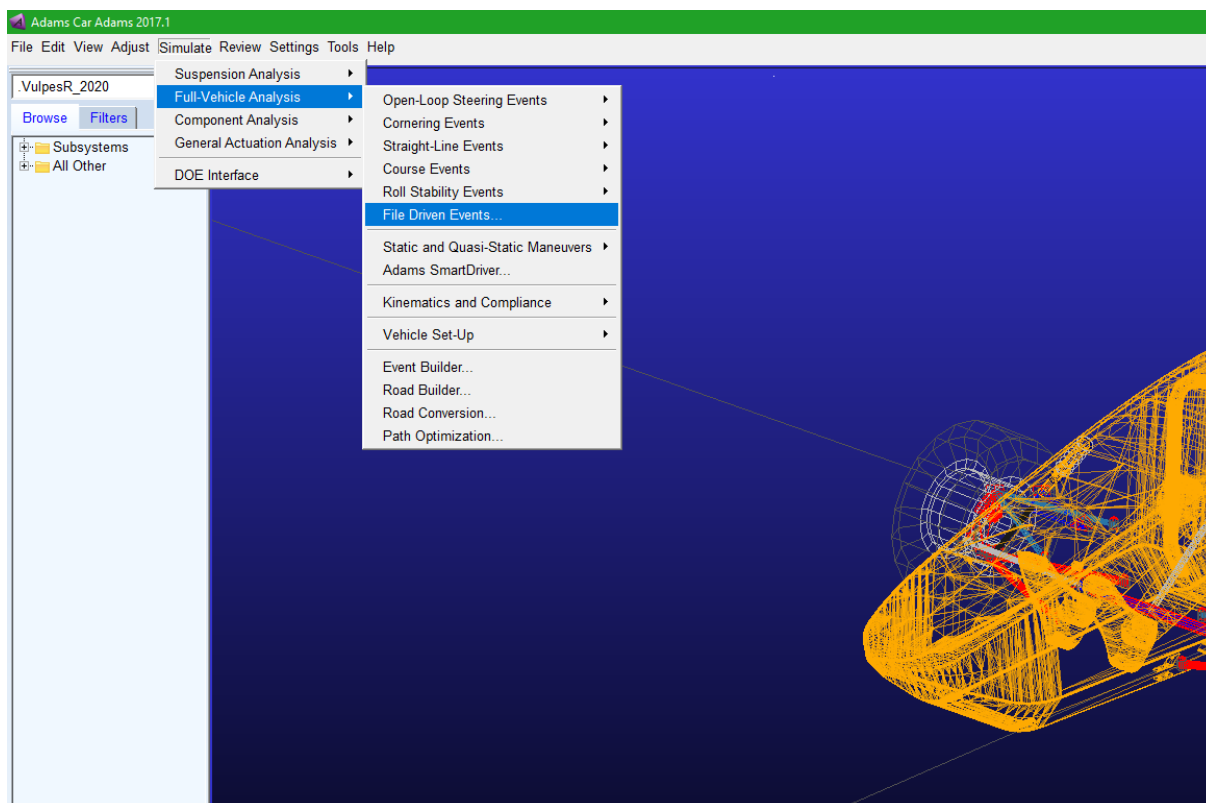 Adams Car Adams 2017.1
File Edit View Adjust Simulate Review Settings Tools Help
.VulpesR_2020
Browse Filters
Subsystems
All Other
Suspension Analysis
Full-Vehicle Analysis
Component Analysis
General Actuation Analysis
DOE Interface
Open-Loop Steering Events
Cornering Events
Straight-Line Events
Course Events
Roll Stability Events
File Driven Events...
Static and Quasi-Static Maneuvers
Adams SmartDriver...
Kinematics and Compliance
Vehicle Set-Up
Event Builder...
Road Builder...
Road Conversion...
Path Optimization...